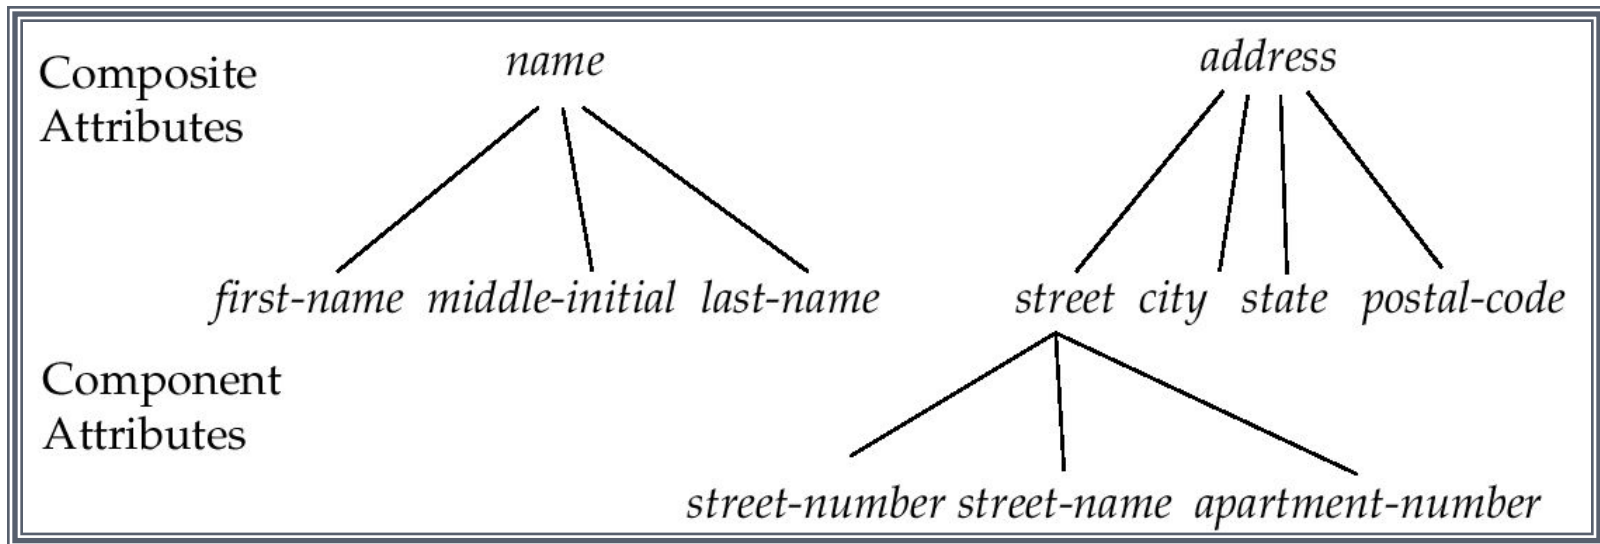 Composite
Attributes
name
address
first-name middle-initial last-name
street city state postal-code
Component
Attributes
street-number street-name apartment-number